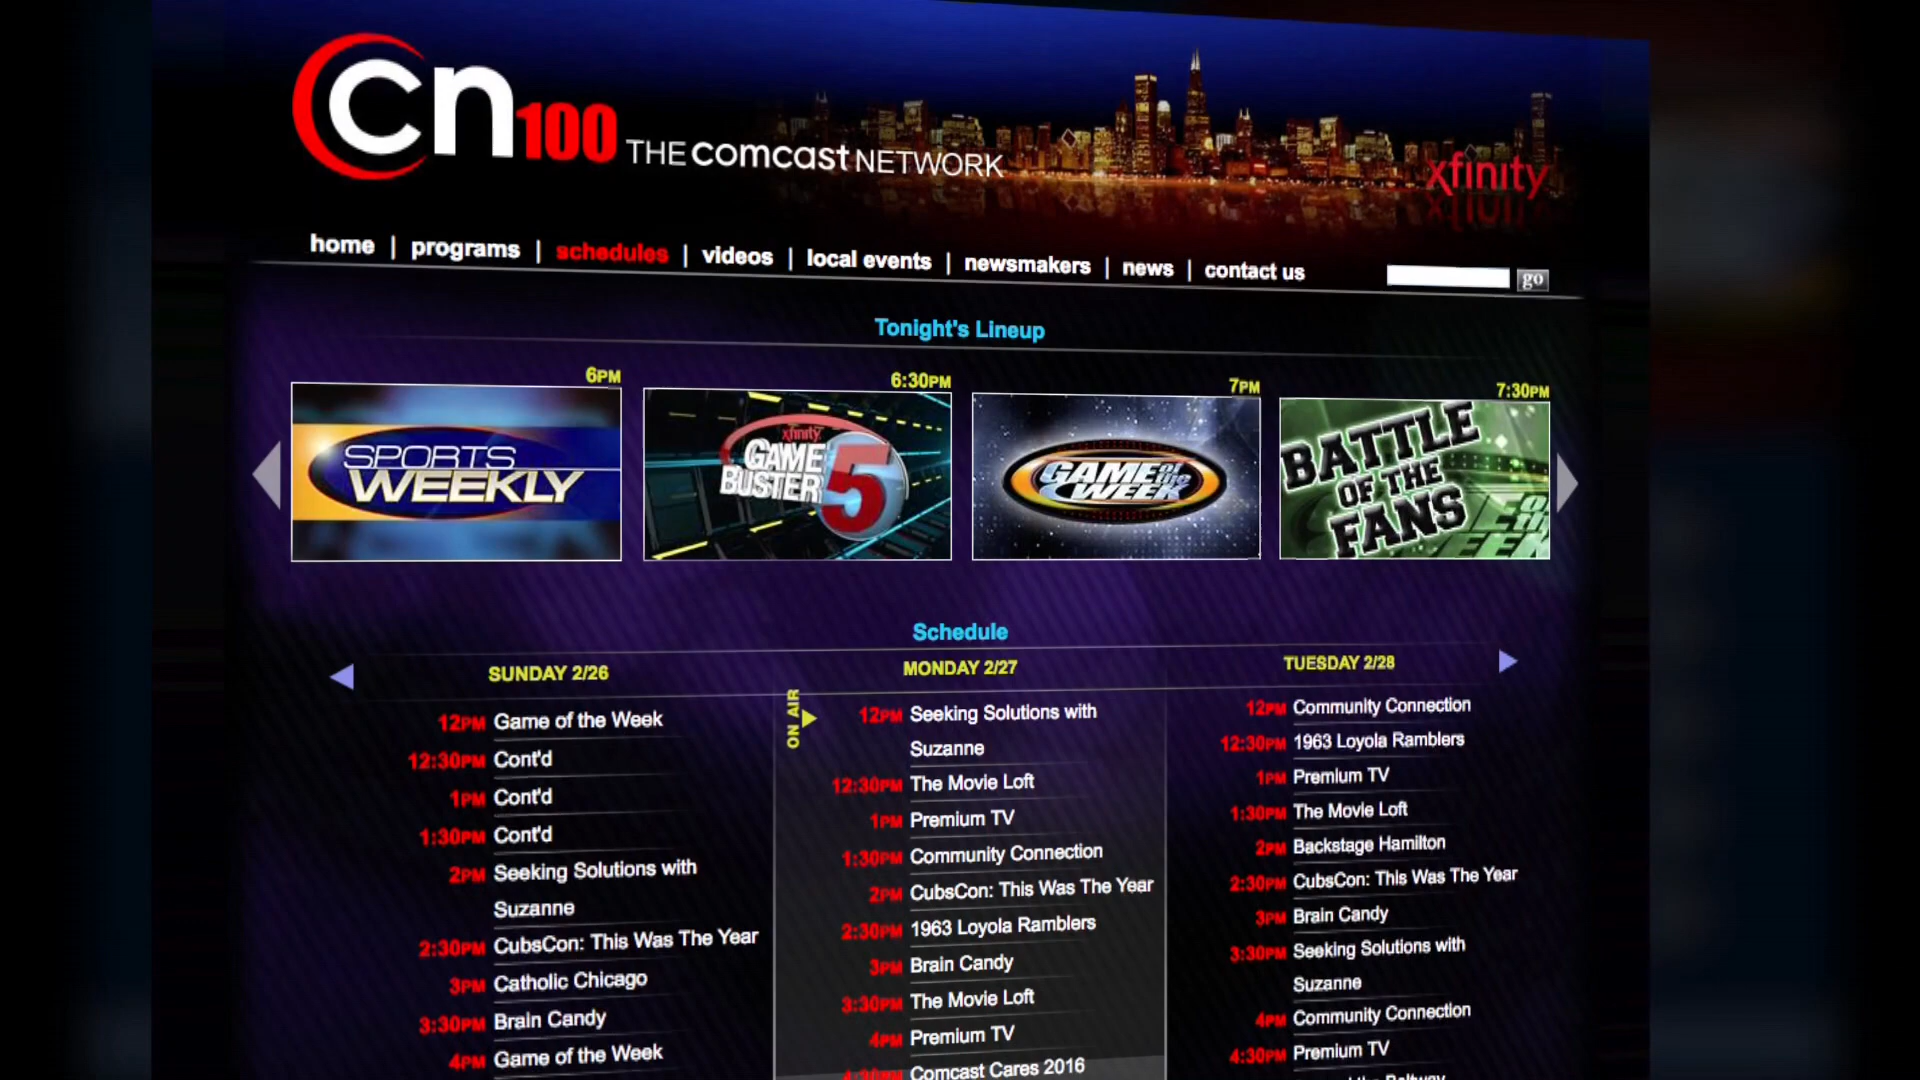 cn100 THE comcast NETWORK
xfinity
home | programs | schedules | videos | local events | newsmakers | news | contact us
go
Tonight's Lineup
6PM
6:30PM
7PM
7:30PM
SPORTS
WEEKLY
xfinity
GAME
BUSTER 5
GAME of the
WEEK
BATTLE
OF THE
FANS
Schedule
SUNDAY 2/26
12PM Game of the Week
12:30PM Cont'd
1PM Cont'd
1:30PM Cont'd
2PM Seeking Solutions with
Suzanne
2:30PM CubsCon: This Was The Year
3PM Catholic Chicago
3:30PM Brain Candy
4PM Game of the Week
MONDAY 2/27
ON AIR
12PM Seeking Solutions with
Suzanne
12:30PM The Movie Loft
1PM Premium TV
1:30PM Community Connection
2PM CubsCon: This Was The Year
2:30PM 1963 Loyola Ramblers
3PM Brain Candy
3:30PM The Movie Loft
4PM Premium TV
4:30PM Comcast Cares 2016
TUESDAY 2/28
12PM Community Connection
12:30PM 1963 Loyola Ramblers
1PM Premium TV
1:30PM The Movie Loft
2PM Backstage Hamilton
2:30PM CubsCon: This Was The Year
3PM Brain Candy
3:30PM Seeking Solutions with
Suzanne
4PM Community Connection
4:30PM Premium TV